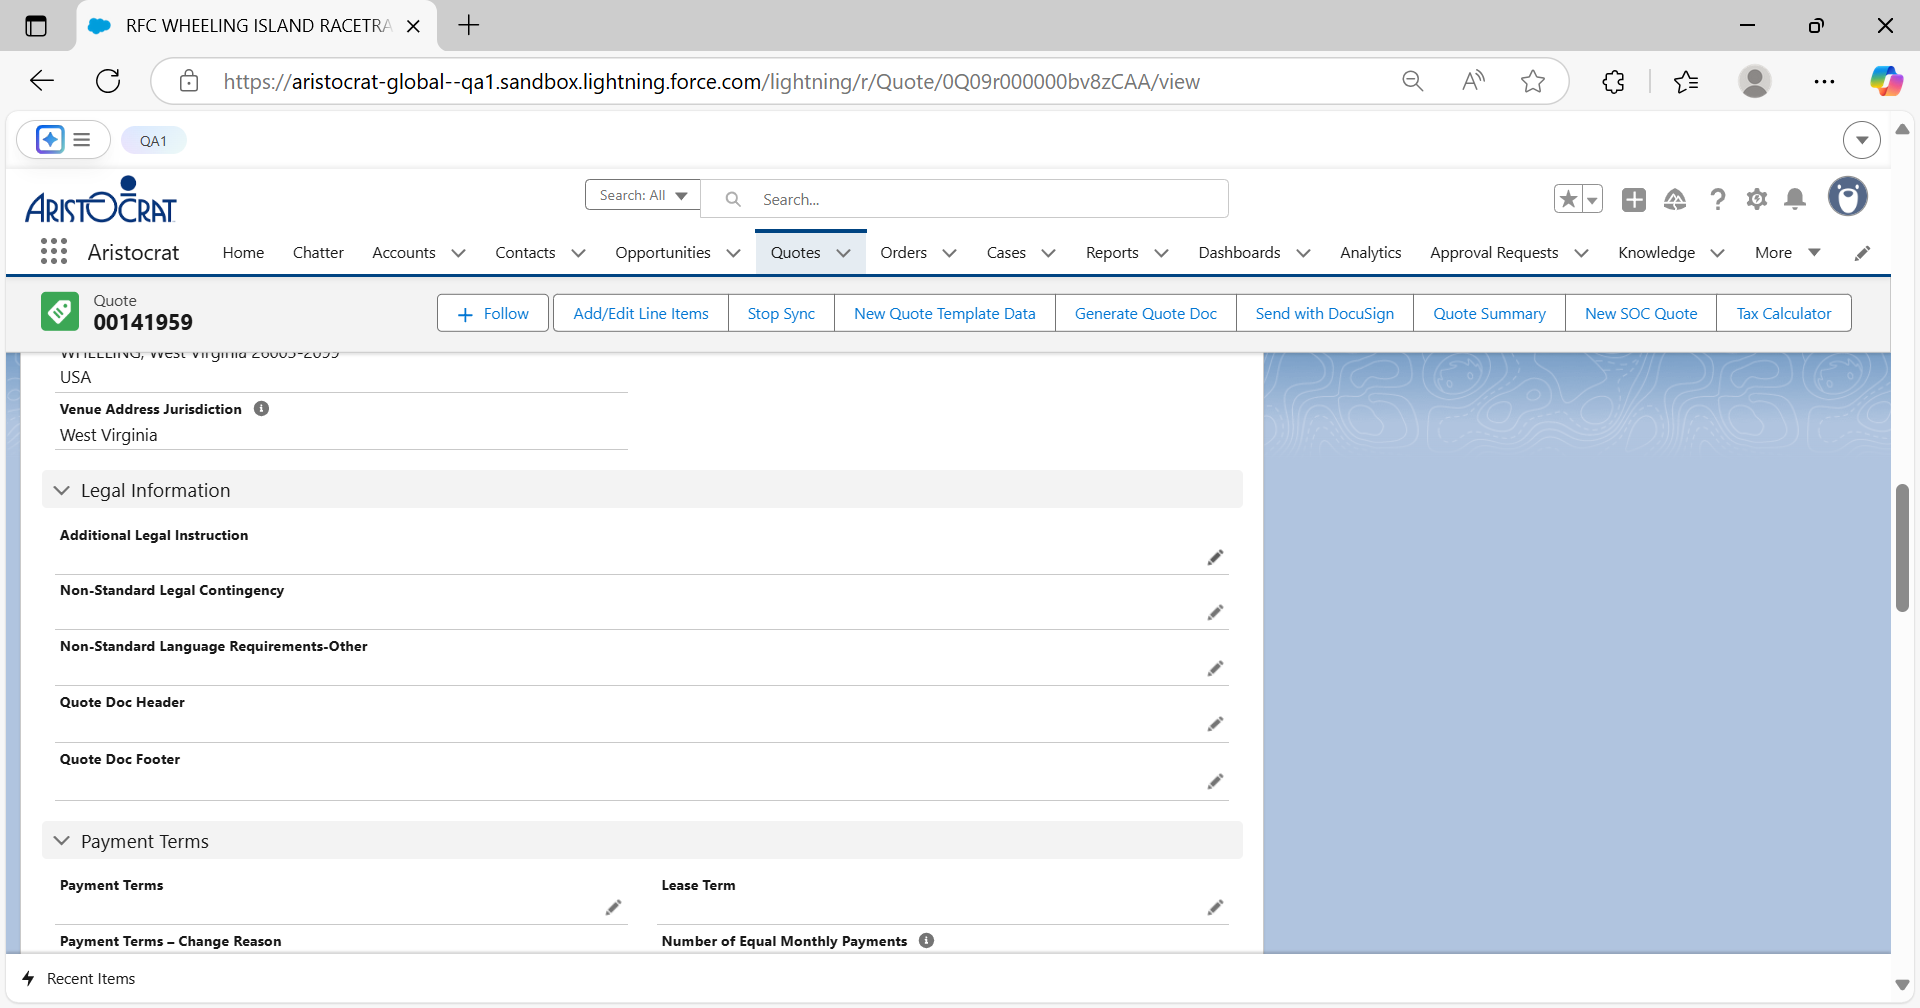 RFC WHEELING ISLAND RACETRA
https://aristocrat-global--qa1.sandbox.lightning.force.com/lightning/r/Quote/0Q09r000000bv8zCAA/view
QA1
ARISTOCRAT
Search: All
Search...
Aristocrat
Home
Chatter
Accounts
Contacts
Opportunities
Quotes
Orders
Cases
Reports
Dashboards
Analytics
Approval Requests
Knowledge
More
Quote
00141959
Follow
Add/Edit Line Items
Stop Sync
New Quote Template Data
Generate Quote Doc
Send with DocuSign
Quote Summary
New SOC Quote
Tax Calculator
WHEELING, West Virginia 26003-2099
USA
Venue Address Jurisdiction
West Virginia
Legal Information
Additional Legal Instruction
Non-Standard Legal Contingency
Non-Standard Language Requirements-Other
Quote Doc Header
Quote Doc Footer
Payment Terms
Payment Terms
Lease Term
Payment Terms – Change Reason
Number of Equal Monthly Payments
Recent Items